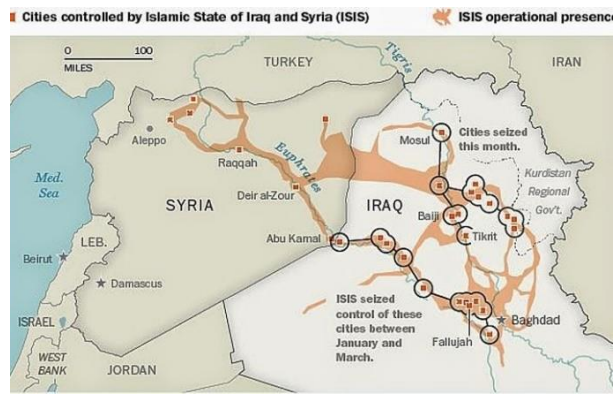 Cities controlled by Islamic State of Iraq and Syria (ISIS)
ISIS operational presence
0 100
MILES
TURKEY
Tigris
IRAN
Aleppo
Mosul
Cities seized
this month.
Raqqah
Euphrates
Kurdistan
Regional
Gov't.
Med.
Sea
Deir al-Zour
SYRIA
IRAQ
Baiji
Tikrit
LEB.
Abu Kamal
Beirut
Damascus
ISIS seized
control of these
cities between
January and
March.
Baghdad
Fallujah
ISRAEL
WEST
BANK
JORDAN